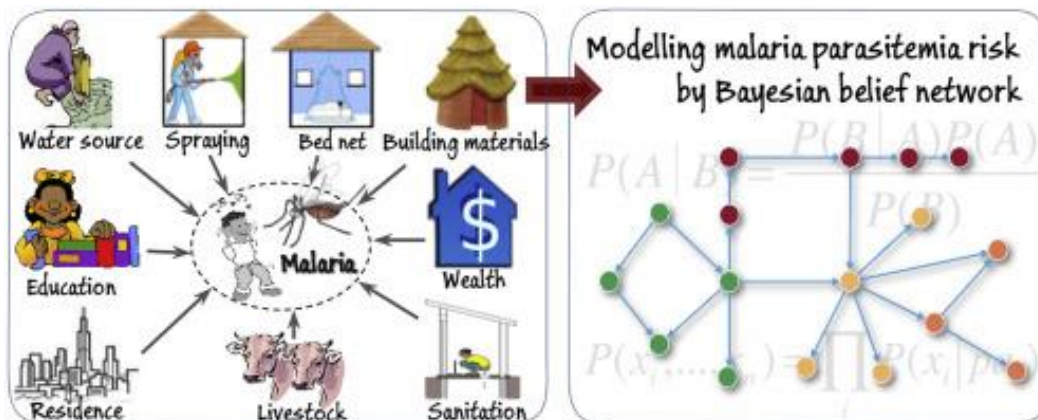 Water source
Spraying
Bed net
Building materials
Education
Malaria
$
Wealth
Residence
Livestock
Sanitation
Modelling malaria parasitemia risk
by Bayesian belief network
P(A|B) = P(B|A)P(A)
P(B)